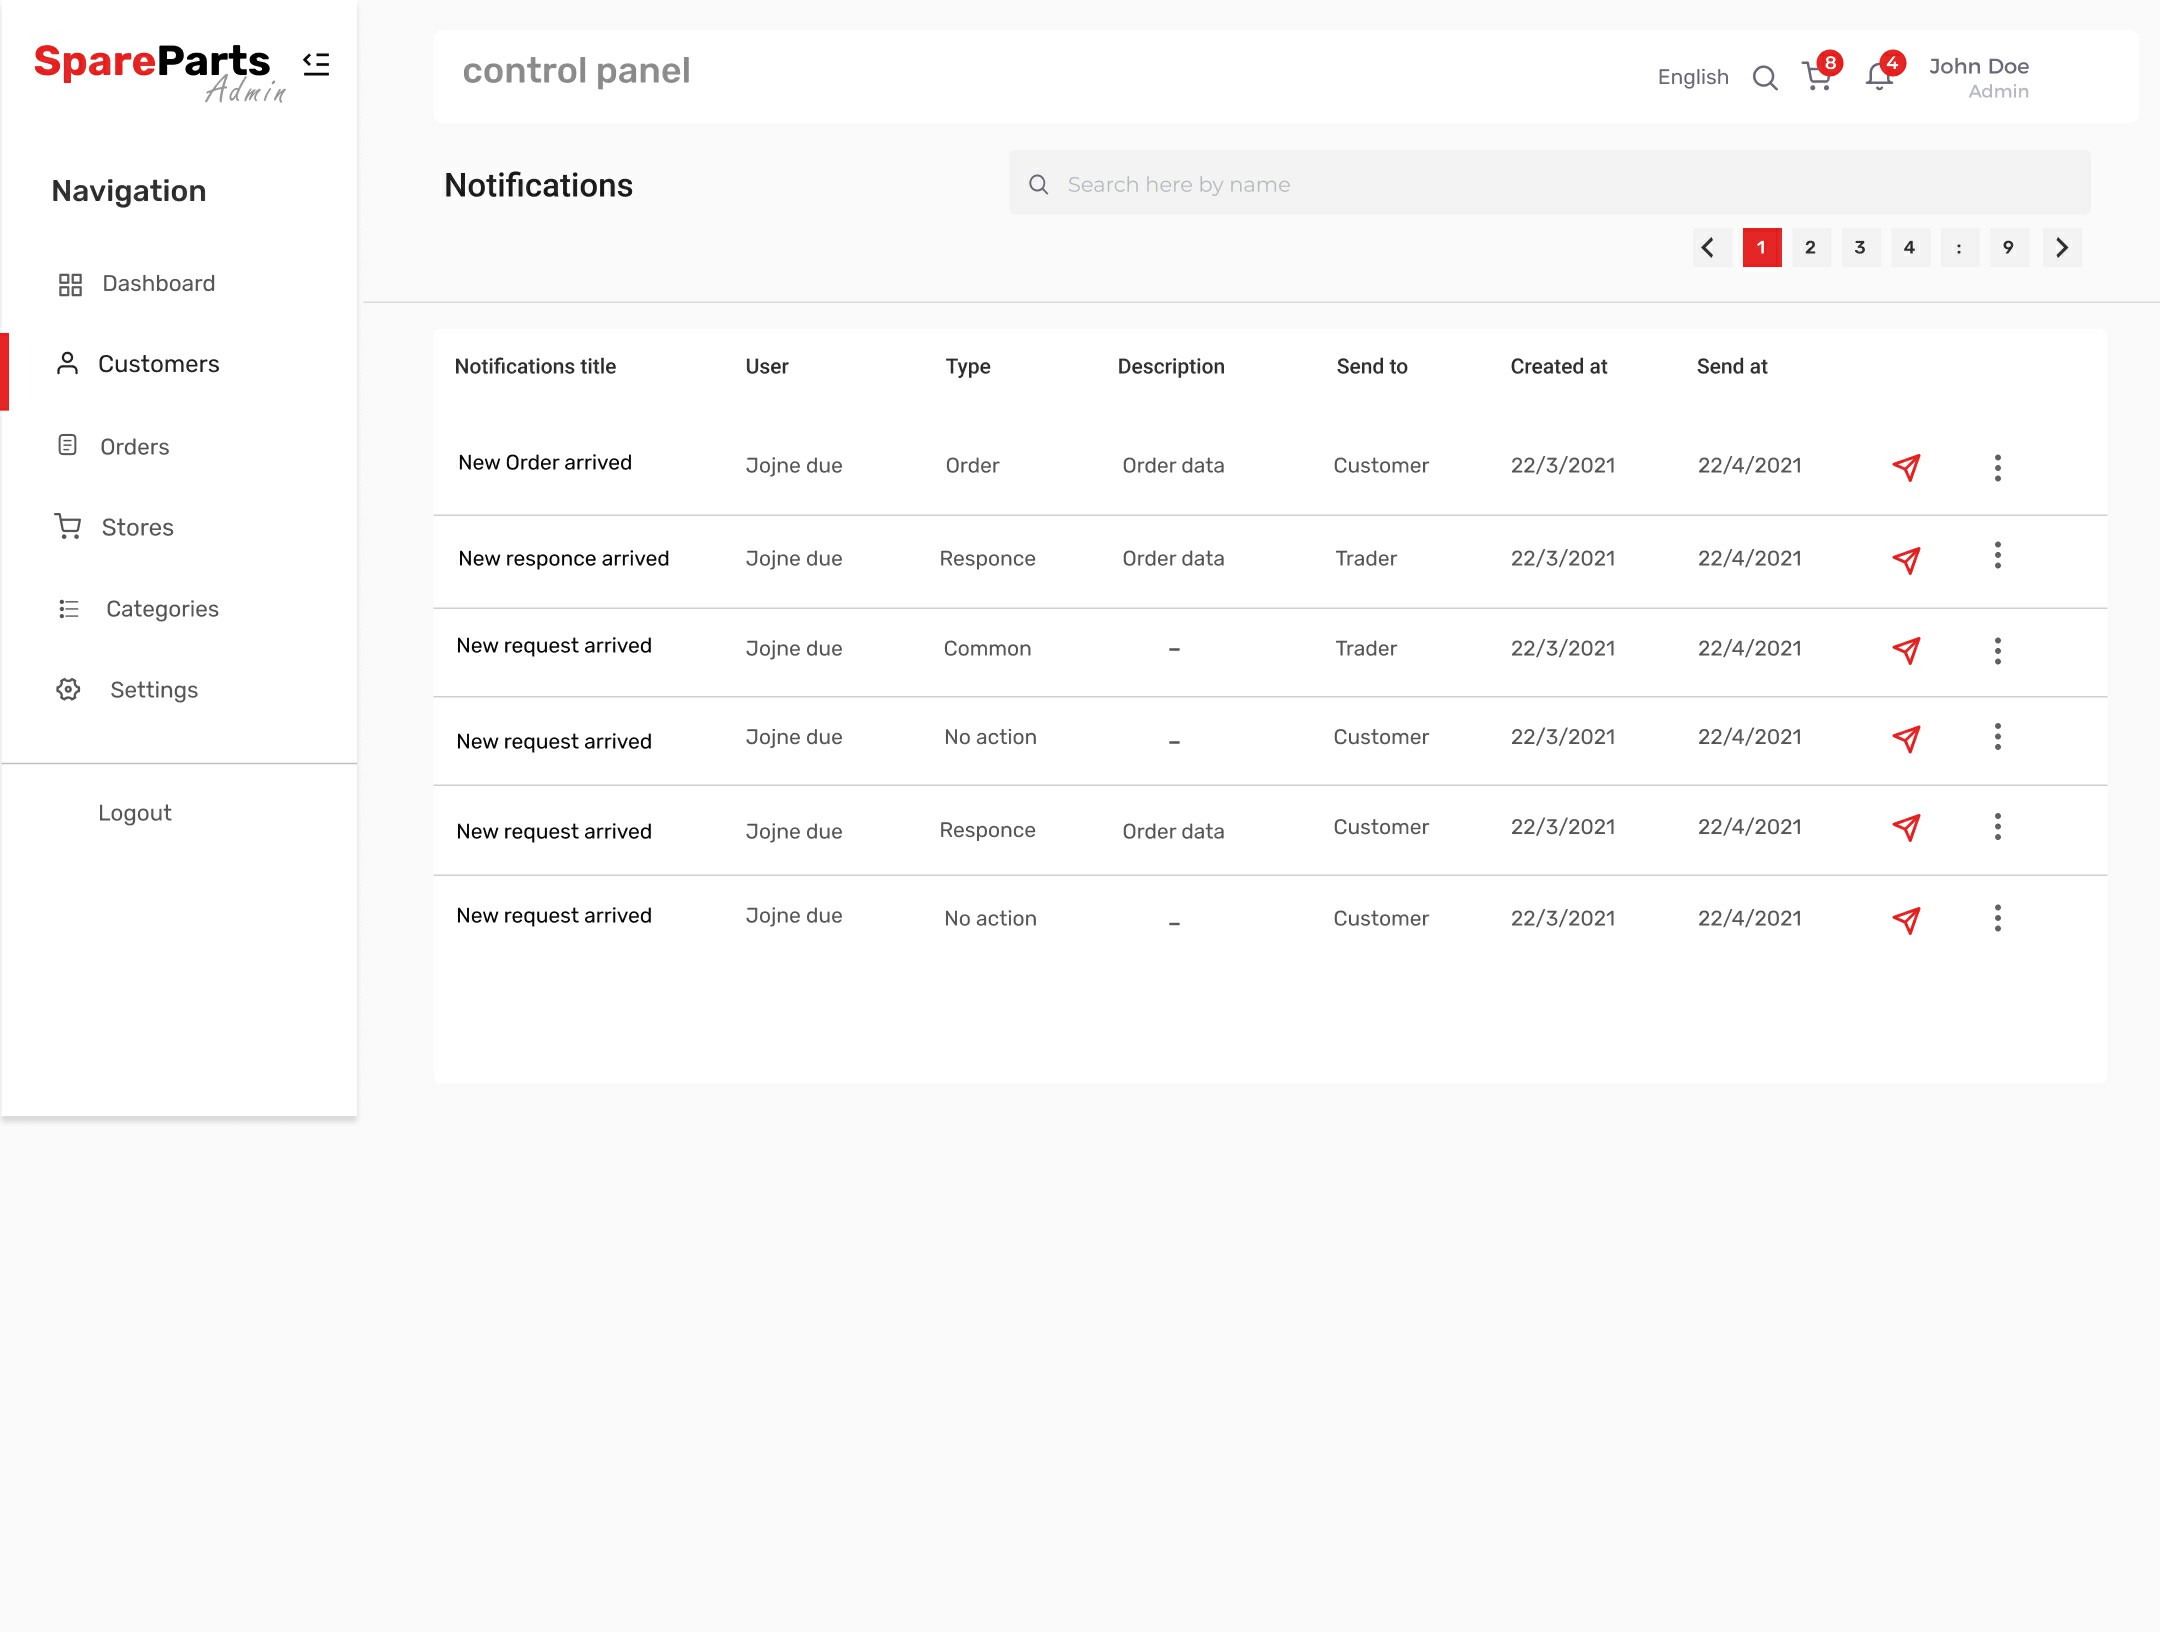 SpareParts
Admin
control panel
English
8
4
John Doe
Admin
Navigation
Dashboard
Customers
Orders
Stores
Categories
Settings
Logout
Notifications
Search here by name
1 2 3 4 : 9
Notifications title User Type Description Send to Created at Send at
New Order arrived Jojne due Order Order data Customer 22/3/2021 22/4/2021
New responce arrived Jojne due Responce Order data Trader 22/3/2021 22/4/2021
New request arrived Jojne due Common – Trader 22/3/2021 22/4/2021
New request arrived Jojne due No action – Customer 22/3/2021 22/4/2021
New request arrived Jojne due Responce Order data Customer 22/3/2021 22/4/2021
New request arrived Jojne due No action – Customer 22/3/2021 22/4/2021